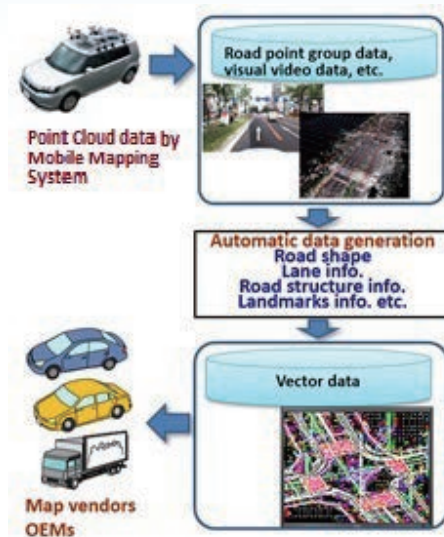 Road point group data,
visual video data, etc.
Point Cloud data by
Mobile Mapping
System
Automatic data generation
Road shape
Lane info.
Road structure info.
Landmarks info. etc.
Vector data
Map vendors
OEMs